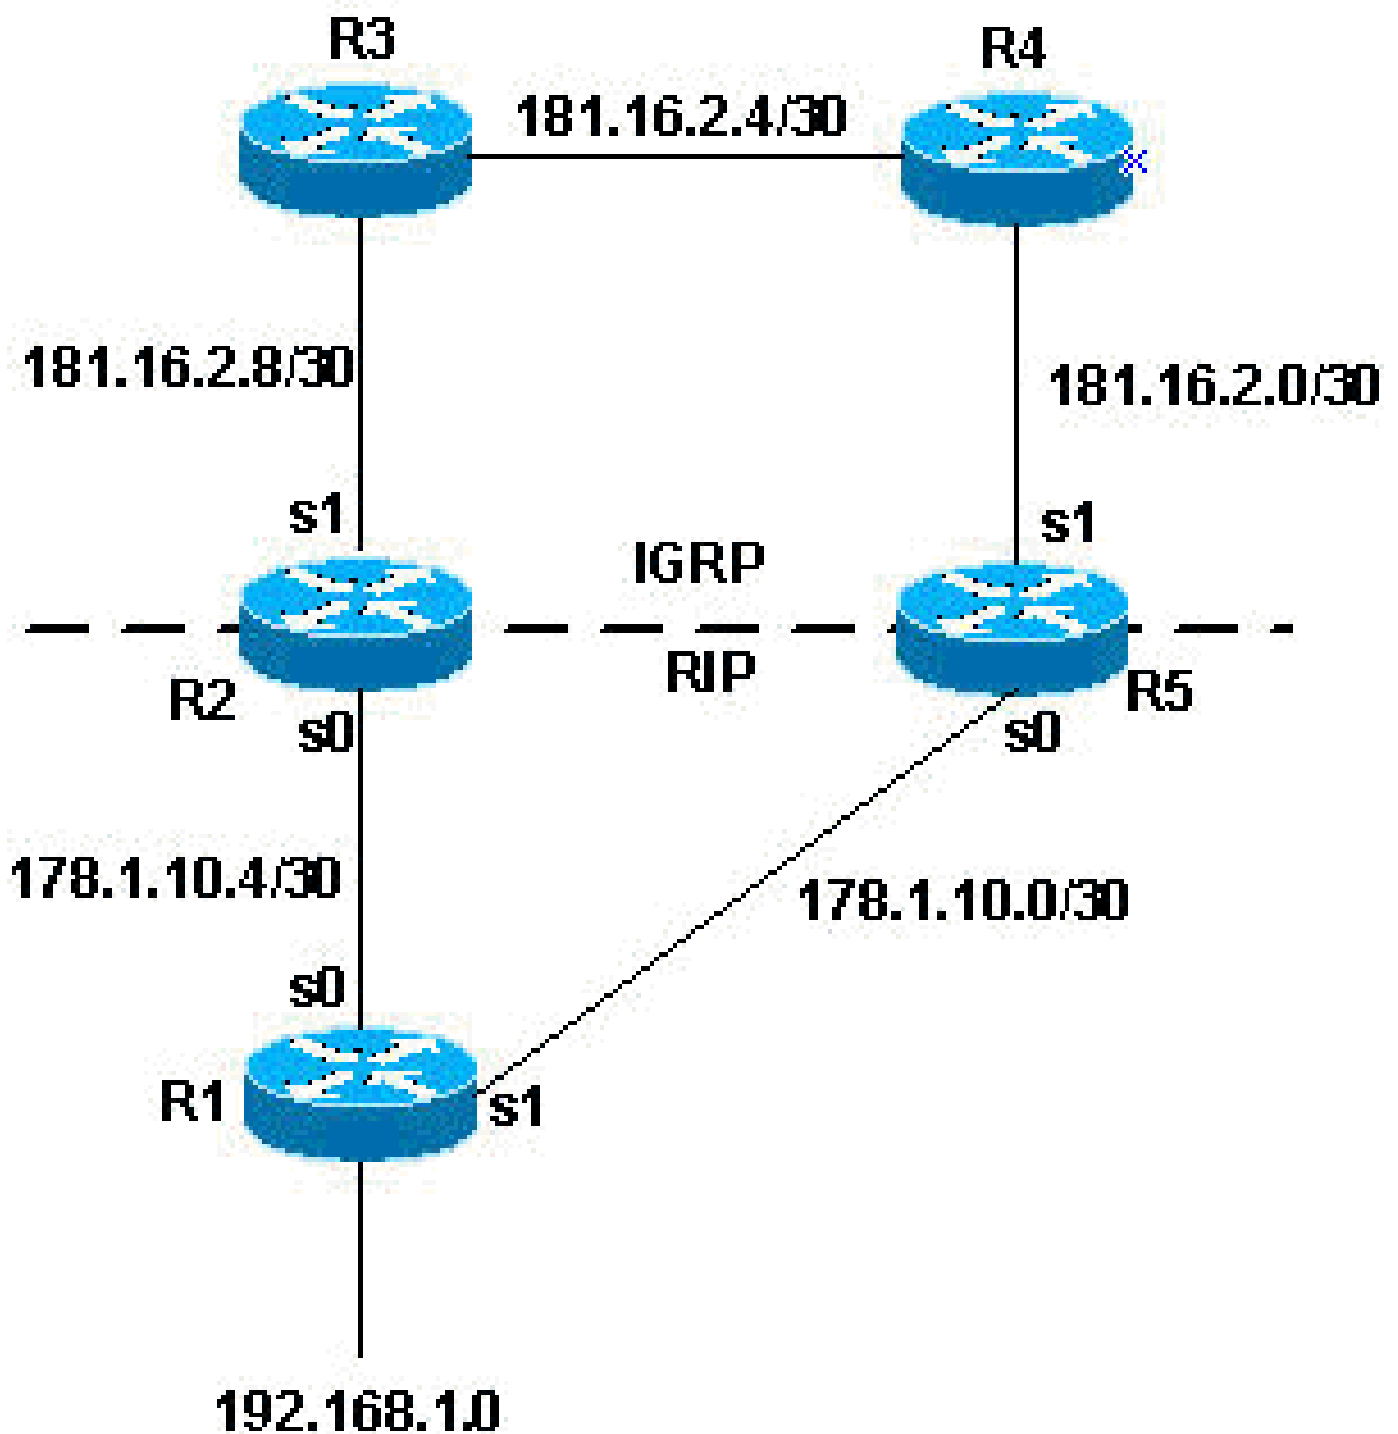 R3
R4
181.16.2.4/30
181.16.2.8/30
181.16.2.0/30
s1
s1
IGRP
RIP
R2
R5
s0
s0
178.1.10.4/30
178.1.10.0/30
s0
R1
s1
192.168.1.0